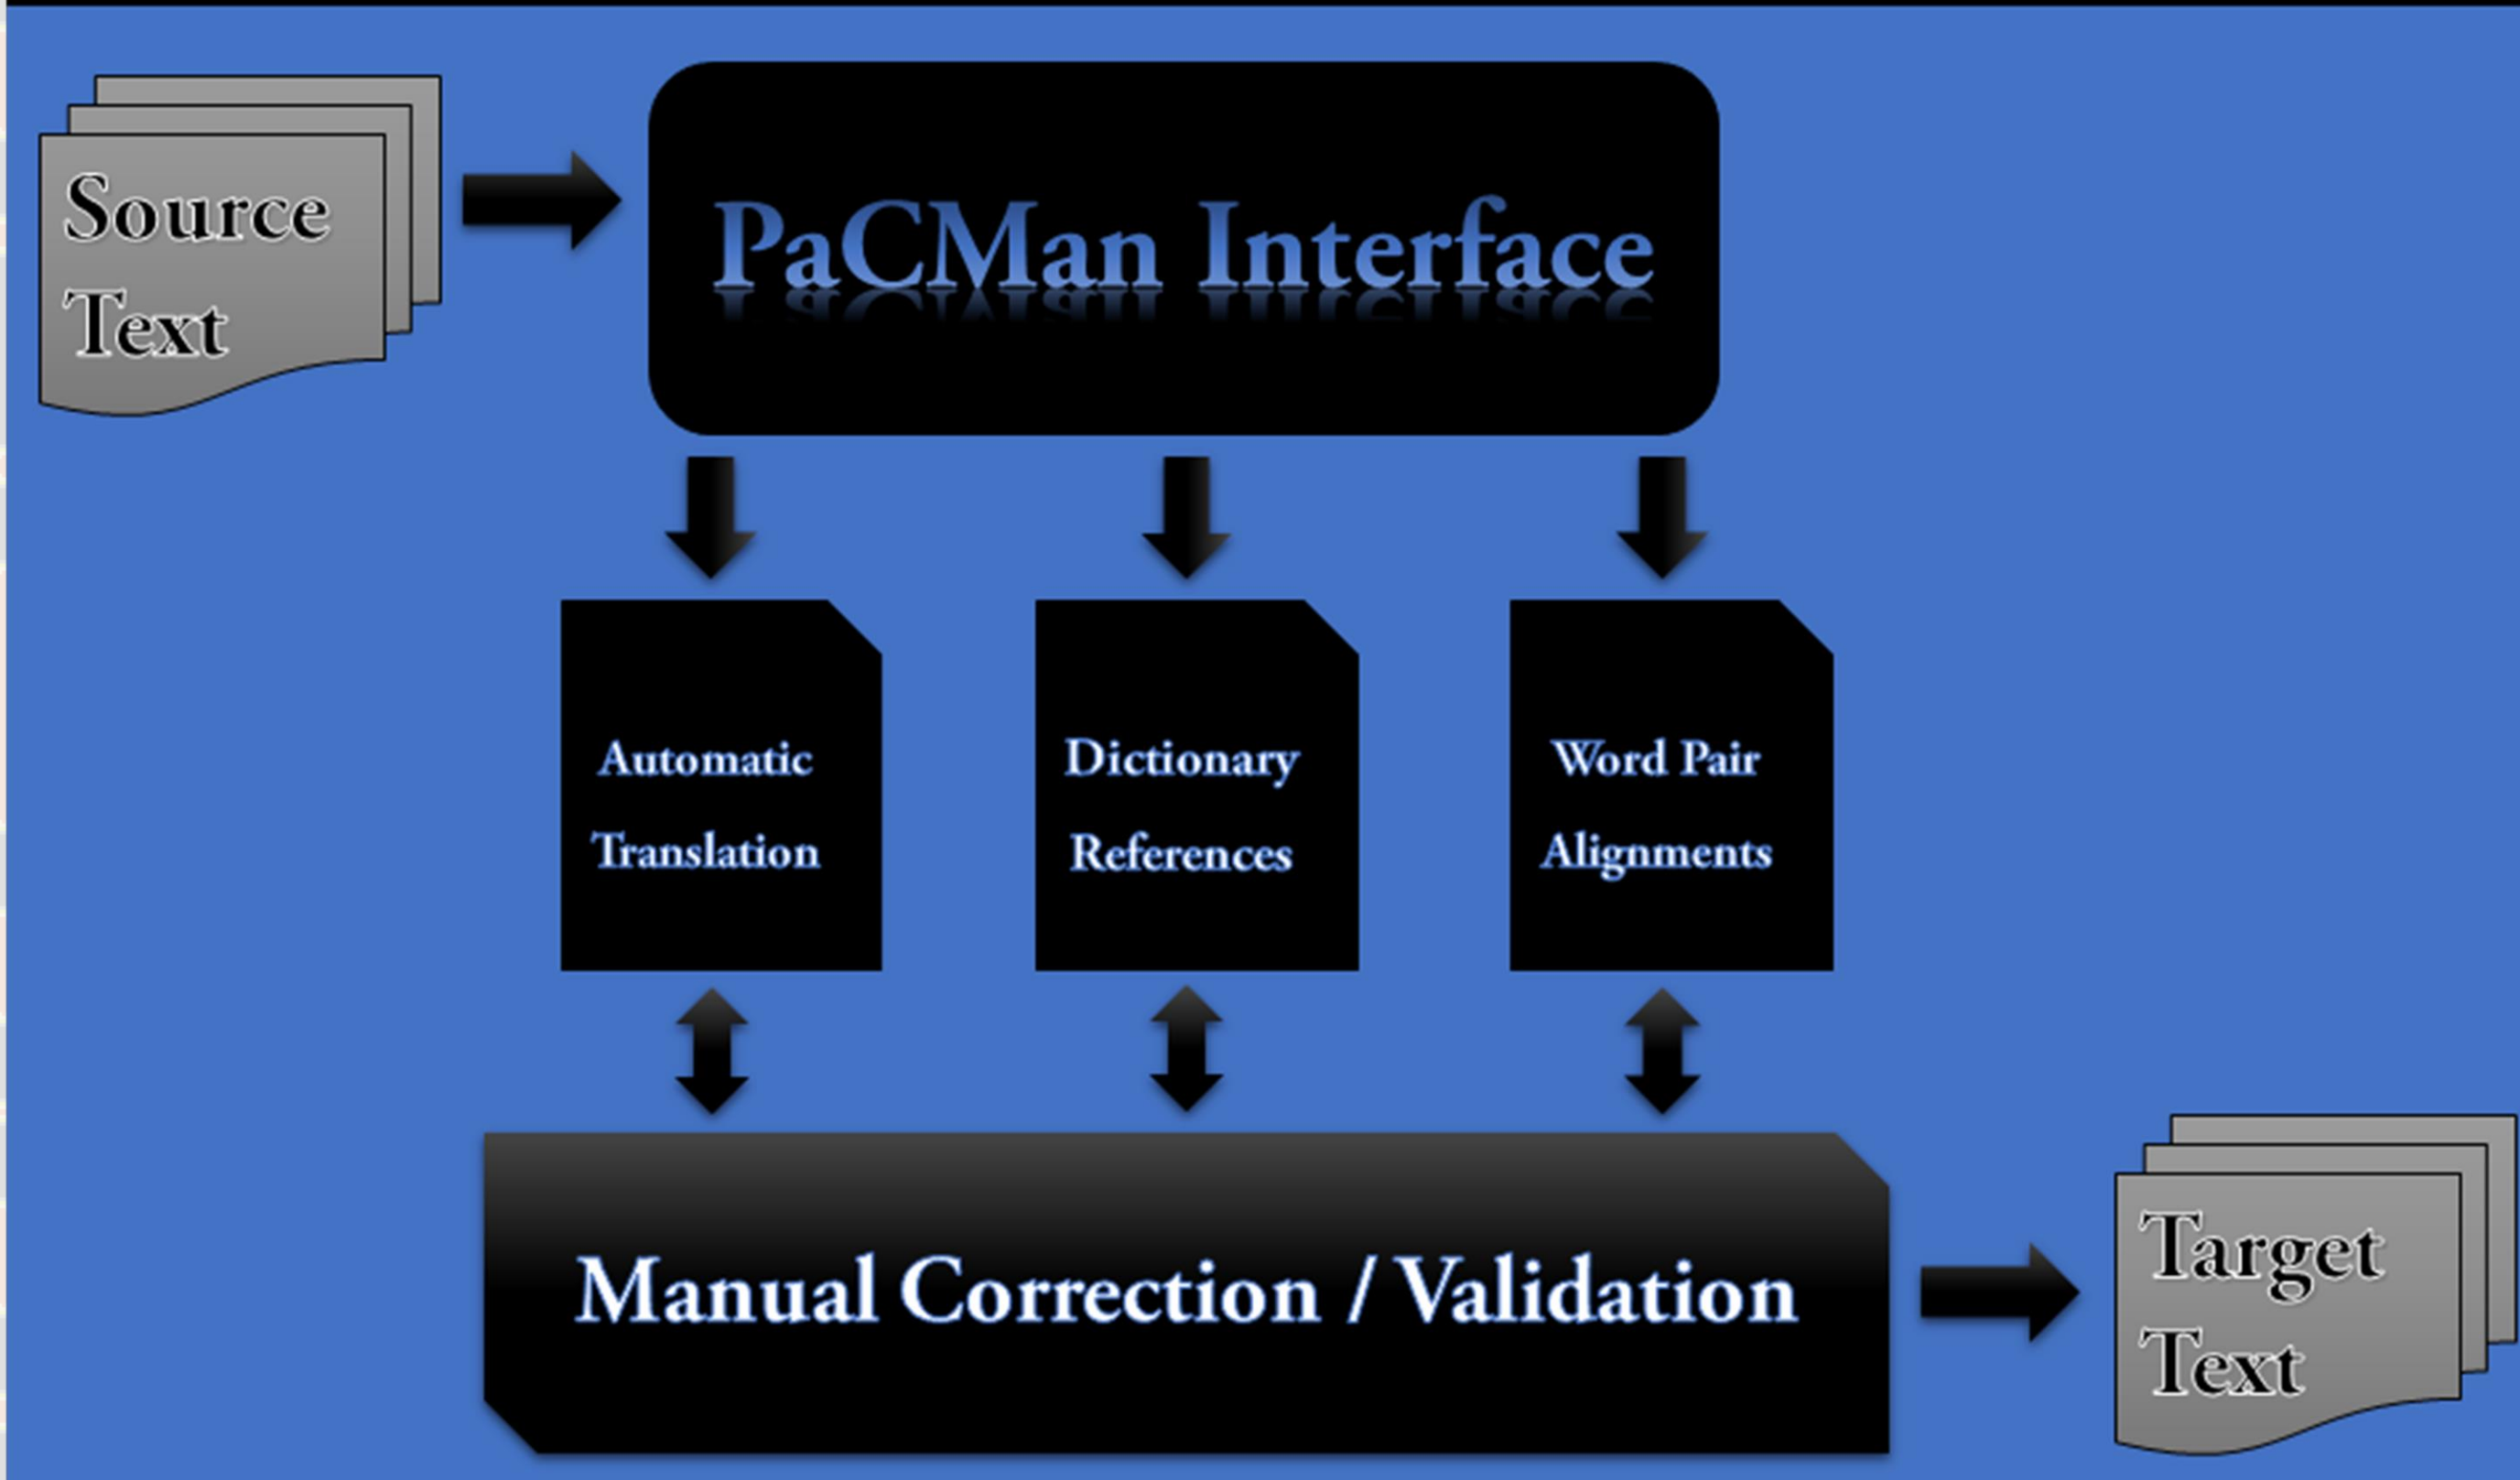 Source
Text
PaCMan Interface
Automatic
Translation
Dictionary
References
Word Pair
Alignments
Manual Correction / Validation
Target
Text